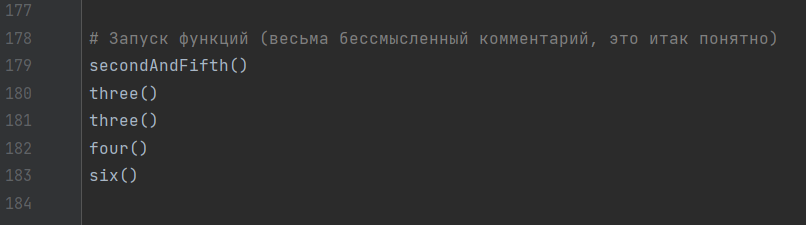 177
178 # Запуск функций (весьма бессмысленный комментарий, это итак понятно)
179 secondAndFifth()
180 three()
181 three()
182 four()
183 six()
184